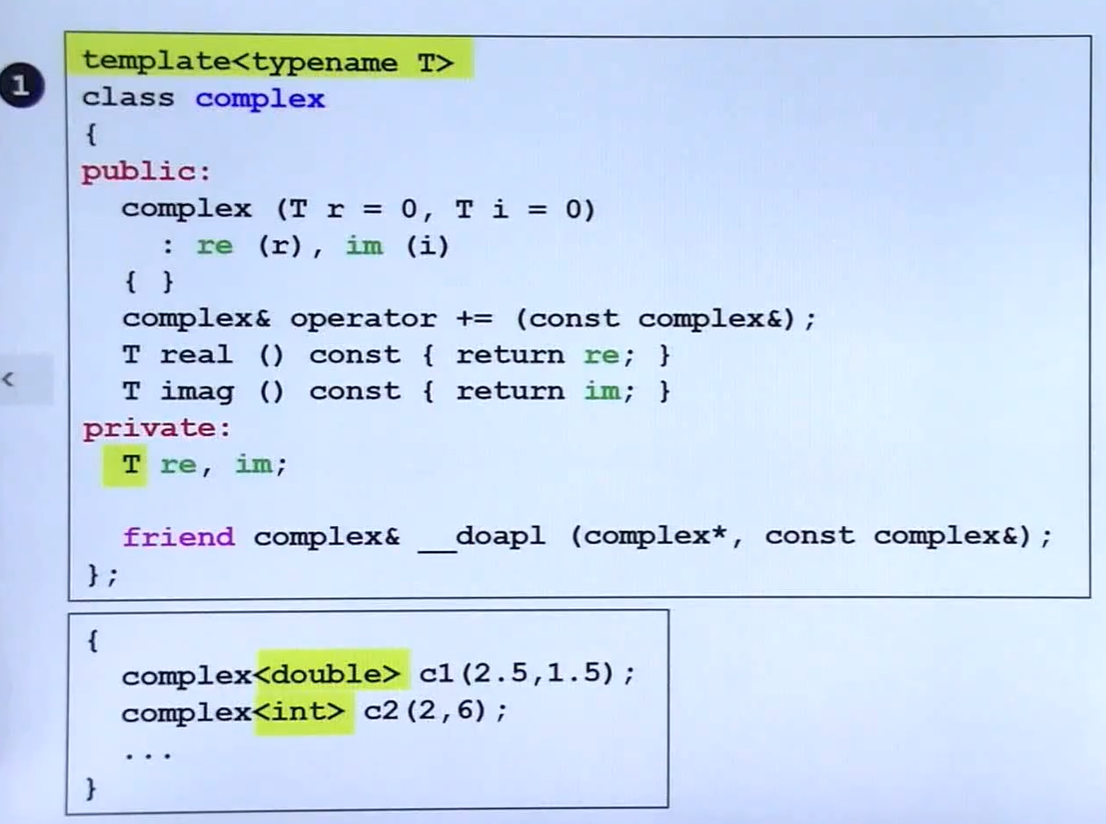 1
template<typename T>
class complex
{
public:
complex (T r = 0, T i = 0)
: re (r), im (i)
{ }
complex& operator += (const complex&);
T real () const { return re; }
T imag () const { return im; }
private:
T re, im;
friend complex& __doapl (complex*, const complex&);
};
{
complex<double> c1(2.5,1.5);
complex<int> c2(2,6);
...
}